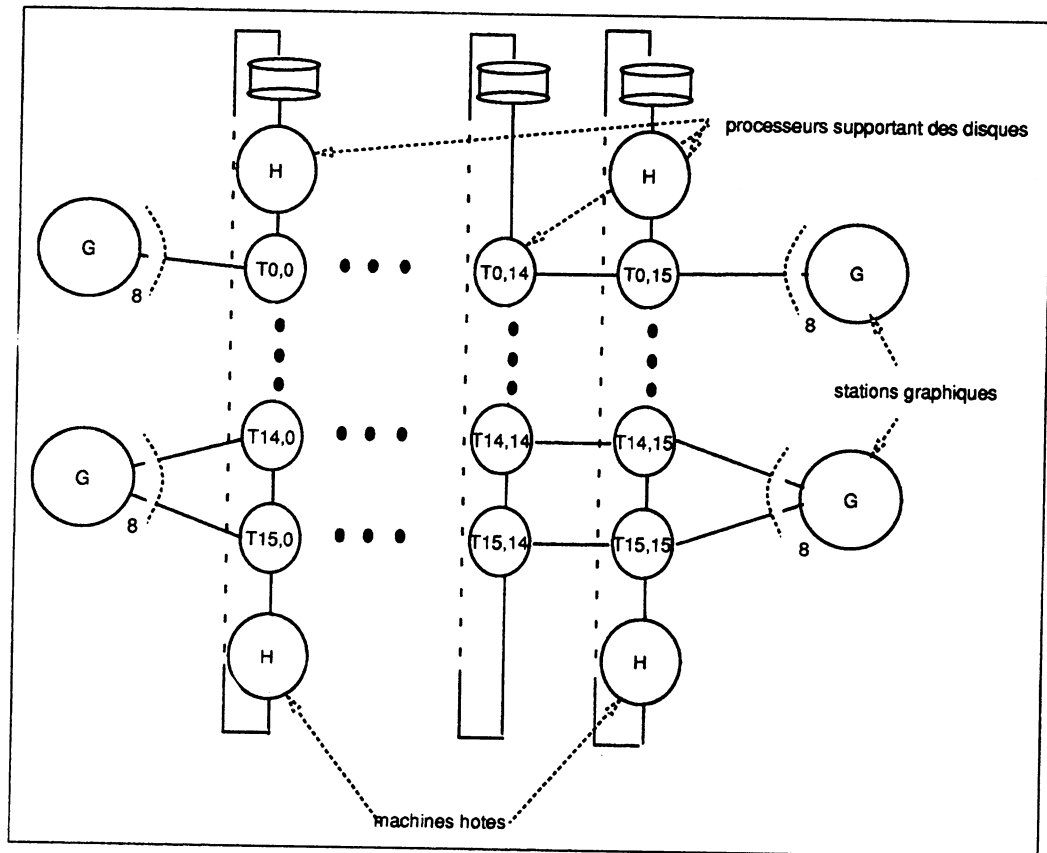 processeurs supportant des disques
H
H
G
T0,0
T0,14
T0,15
G
8
8
stations graphiques
T14,0
T14,14
T14,15
G
G
8
8
T15,0
T15,14
T15,15
H
H
machines hotes